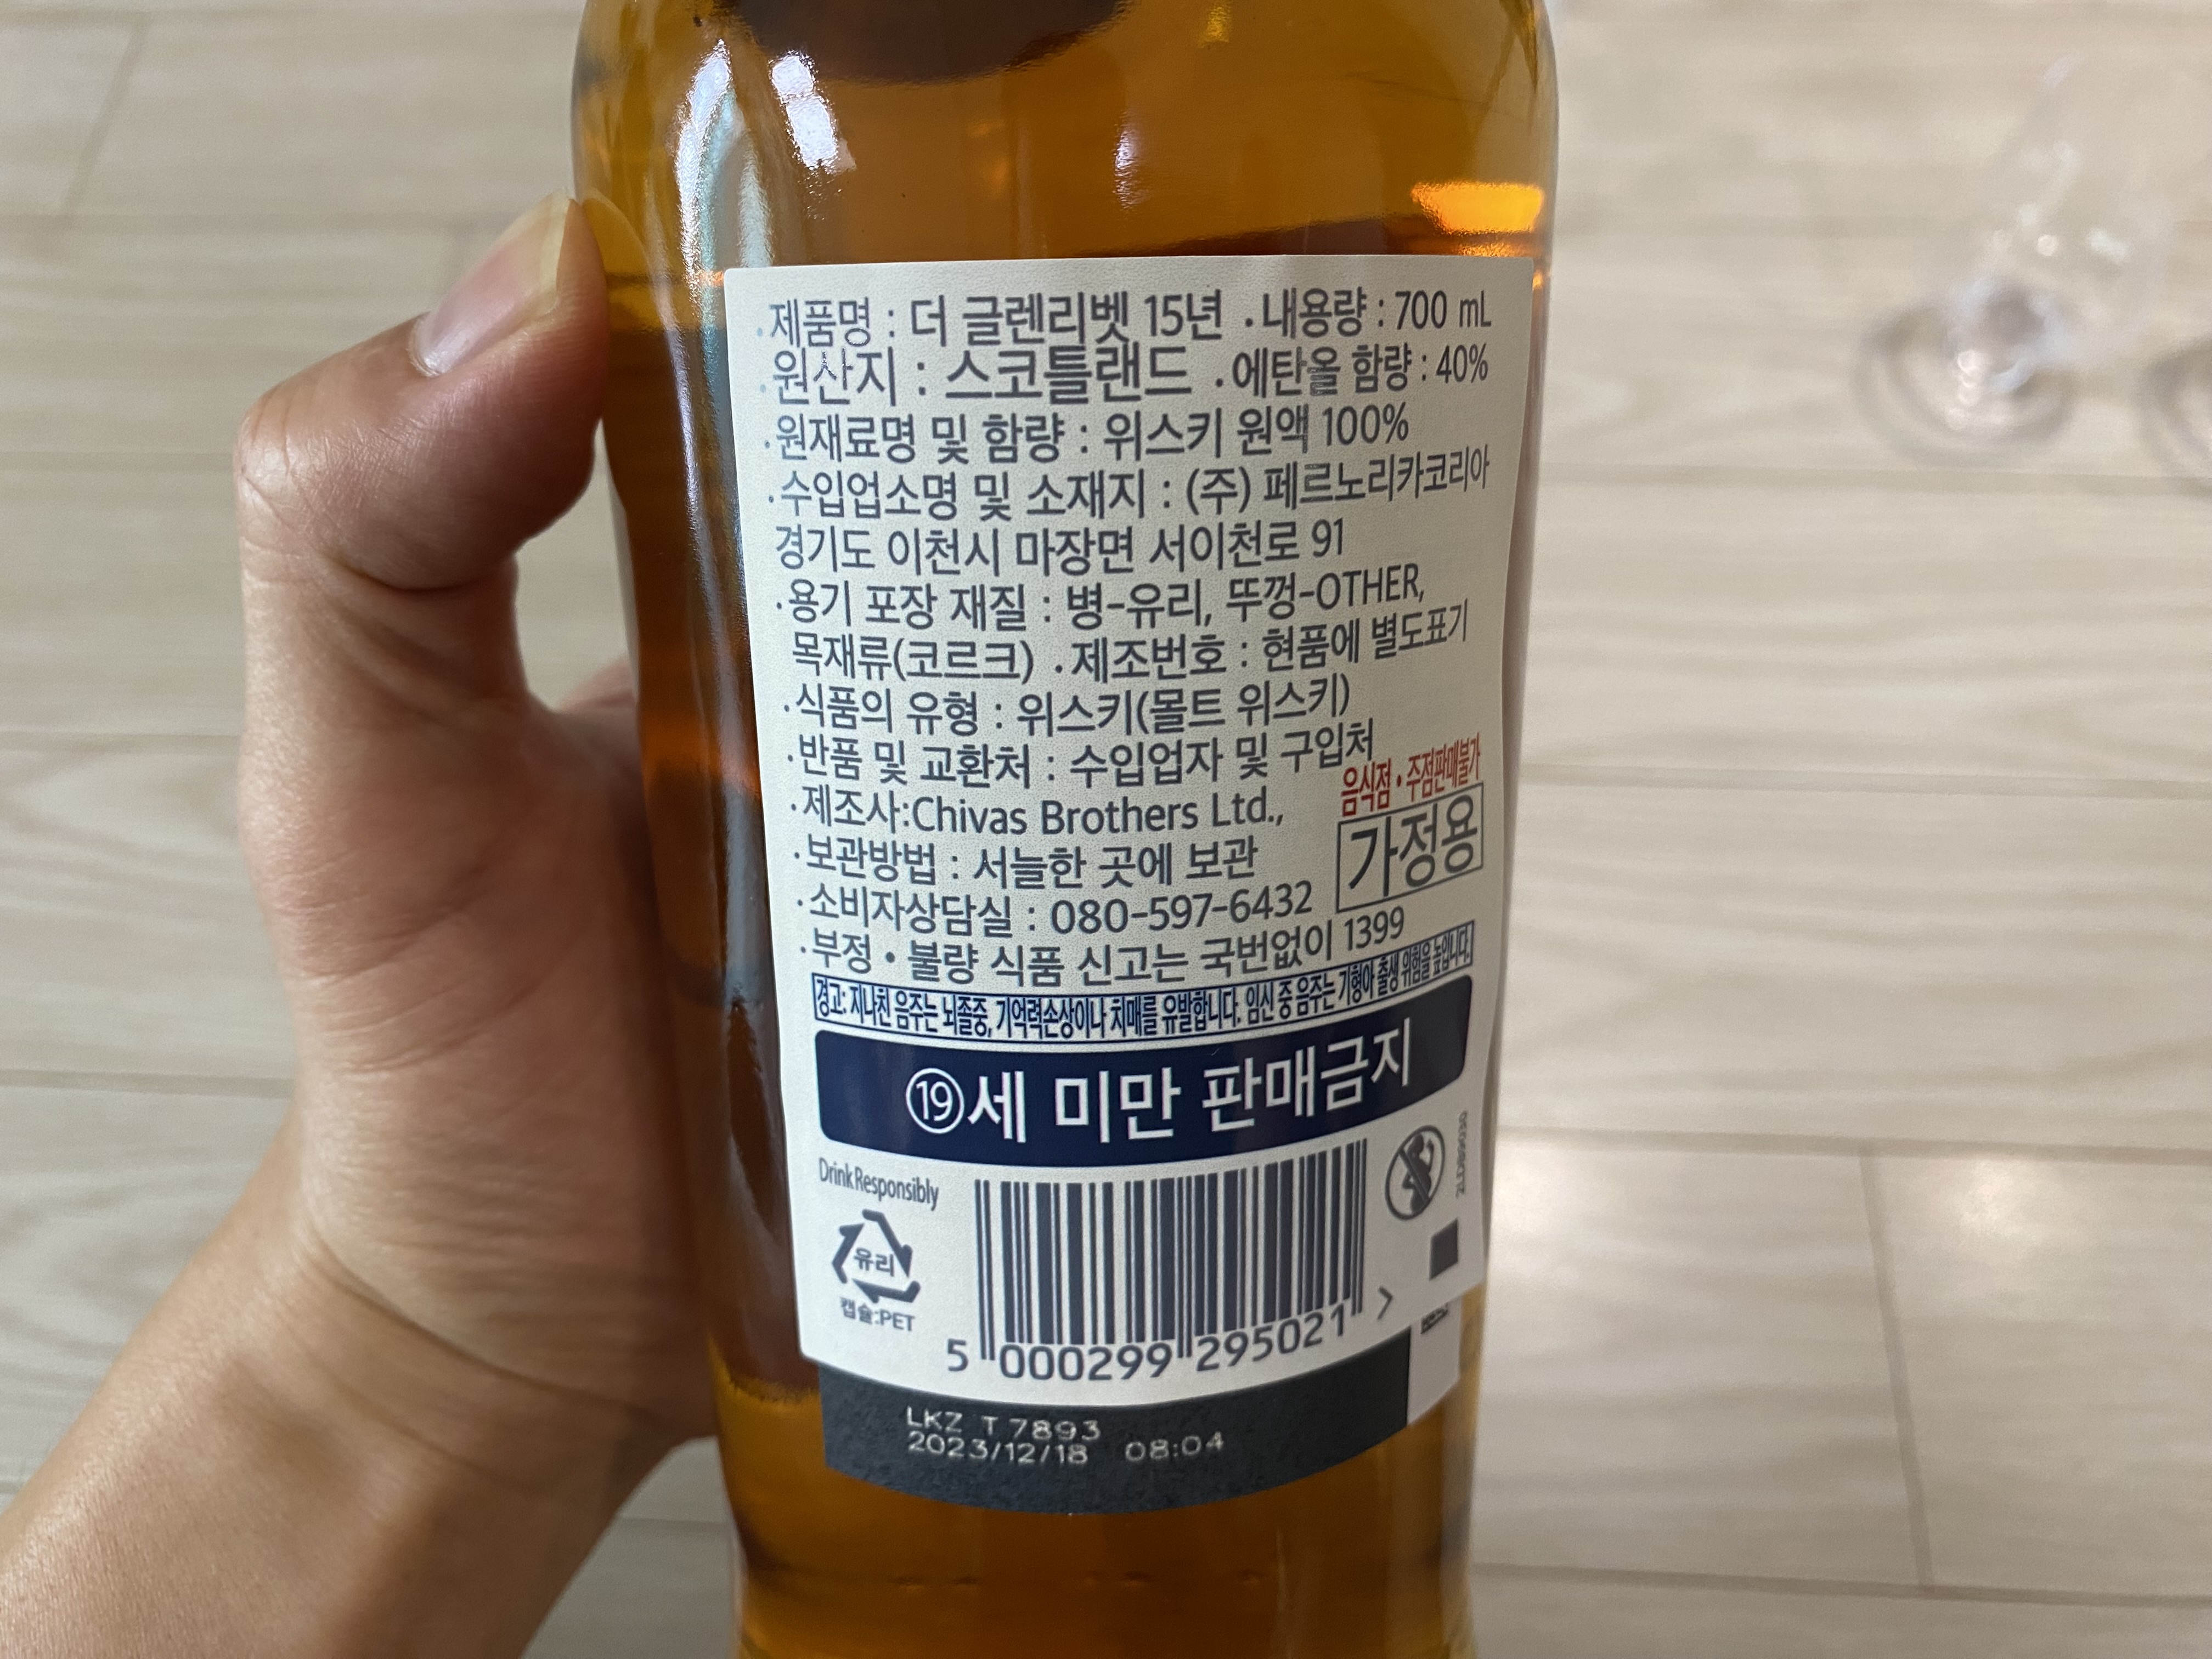 ·제품명 : 더 글렌리벳 15년 ·내용량 : 700 mL
·원산지 : 스코틀랜드 ·에탄올 함량 : 40%
·원재료명 및 함량 : 위스키 원액 100%
·수입업소명 및 소재지 : (주) 페르노리카코리아
경기도 이천시 마장면 서이천로 91
·용기 포장 재질 : 병-유리, 뚜껑-OTHER,
목재류(코르크) ·제조번호 : 현품에 별도표기
·식품의 유형 : 위스키(몰트 위스키)
·반품 및 교환처 : 수입업자 및 구입처
음식점·주점판매불가
·제조사:Chivas Brothers Ltd.,
가정용
·보관방법 : 서늘한 곳에 보관
·소비자상담실 : 080-597-6432
·부정·불량 식품 신고는 국번없이 1399
경고: 지나친 음주는 뇌졸중, 기억력손상이나 치매를 유발합니다. 임신 중 음주는 기형아 출생 위험을 높입니다.
⑲세 미만 판매금지
Drink Responsibly
유리
캡슐:PET
5 000299 295021 >
2LD89030
LKZ T 7893
2023/12/18 08:04